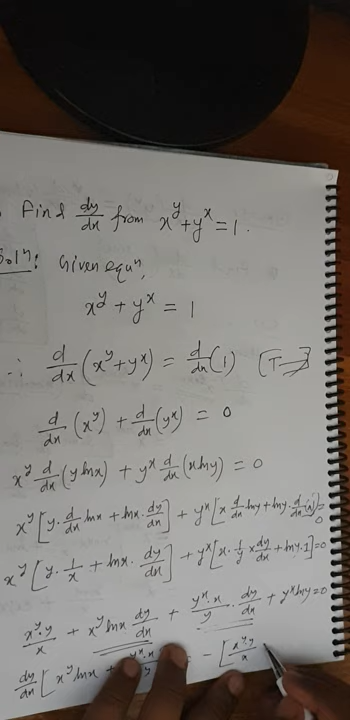 Find dy/dx from x^y + y^x = 1.
Solⁿ: Given equⁿ,
x^y + y^x = 1
∴ d/dx (x^y + y^x) = d/dx (1)
d/dx (x^y) + d/dx (y^x) = 0
x^y d/dx (y lnx) + y^x d/dx (x lny) = 0
x^y [y. d/dx lnx + lnx. dy/dx] + y^x [x d/dx lny + lny. d/dx (x)] = 0
x^y [y. 1/x + lnx. dy/dx] + y^x [x. 1/y × dy/dx + lny.1] = 0
x^y.y/x + x^y lnx dy/dx + y^x.x/y . dy/dx + y^x lny = 0
dy/dx [x^y lnx + y^x.x/y = - [x^y.y/x